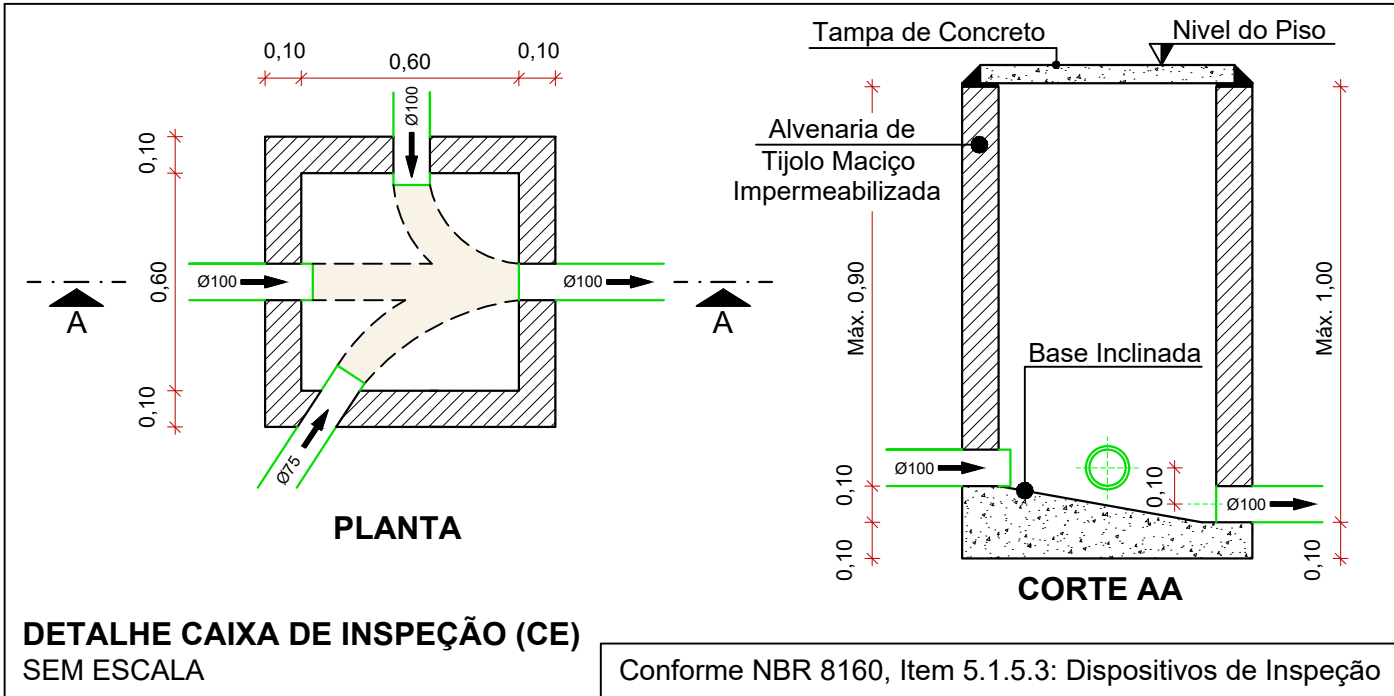 0,10
0,60
0,10
Ø100
0,10
0,60
0,10
Ø100
Ø100
A
A
Ø75
PLANTA
Tampa de Concreto
Nivel do Piso
Alvenaria de
Tijolo Maciço
Impermeabilizada
Máx. 0,90
Máx. 1,00
Base Inclinada
Ø100
0,10
0,10
0,10
Ø100
0,10
CORTE AA
DETALHE CAIXA DE INSPEÇÃO (CE)
SEM ESCALA
Conforme NBR 8160, Item 5.1.5.3: Dispositivos de Inspeção